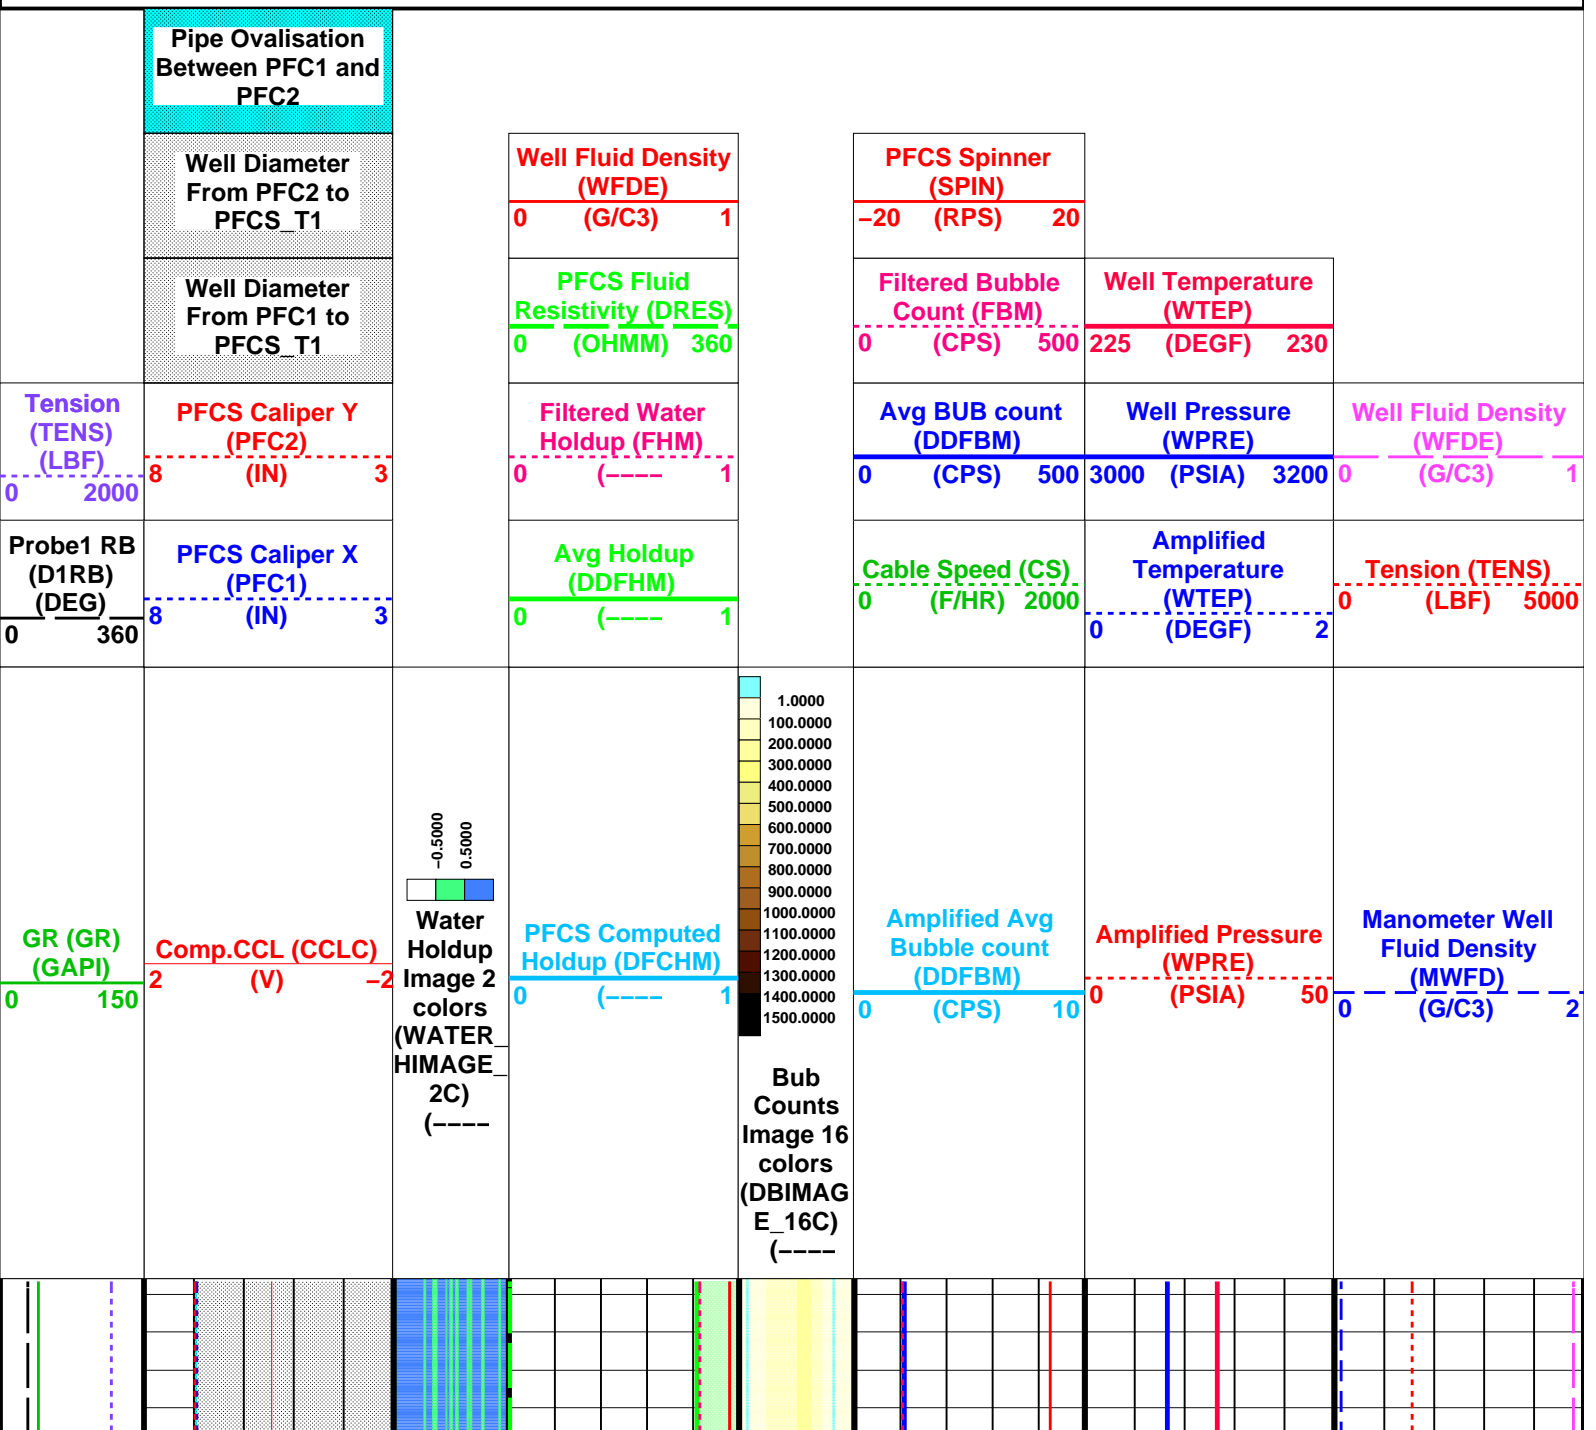 Pipe Ovalisation
Between PFC1 and
PFC2
Well Diameter
From PFC2 to
PFCS_T1
Well Fluid Density
(WFDE)
0 (G/C3) 1
PFCS Spinner
(SPIN)
−20 (RPS) 20
Well Diameter
From PFC1 to
PFCS_T1
PFCS Fluid
Resistivity (DRES)
0 (OHMM) 360
Filtered Bubble
Count (FBM)
0 (CPS) 500
Well Temperature
(WTEP)
225 (DEGF) 230
Tension
(TENS)
(LBF)
0 2000
PFCS Caliper Y
(PFC2)
8 (IN) 3
Filtered Water
Holdup (FHM)
0 (−−−− 1
Avg BUB count
(DDFBM)
0 (CPS) 500
Well Pressure
(WPRE)
3000 (PSIA) 3200
Well Fluid Density
(WFDE)
0 (G/C3) 1
Probe1 RB
(D1RB)
(DEG)
0 360
PFCS Caliper X
(PFC1)
8 (IN) 3
Avg Holdup
(DDFHM)
0 (−−−− 1
Cable Speed (CS)
0 (F/HR) 2000
Amplified
Temperature
(WTEP)
0 (DEGF) 2
Tension (TENS)
0 (LBF) 5000
GR (GR)
(GAPI)
0 150
Comp.CCL (CCLC)
2 (V) −2
−0.5000
0.5000
Water
Holdup
Image 2
colors
(WATER_
HIMAGE_
2C)
(−−−−
PFCS Computed
Holdup (DFCHM)
0 (−−−− 1
1.0000
100.0000
200.0000
300.0000
400.0000
500.0000
600.0000
700.0000
800.0000
900.0000
1000.0000
1100.0000
1200.0000
1300.0000
1400.0000
1500.0000
Bub
Counts
Image 16
colors
(DBIMAG
E_16C)
(−−−−
Amplified Avg
Bubble count
(DDFBM)
0 (CPS) 10
Amplified Pressure
(WPRE)
0 (PSIA) 50
Manometer Well
Fluid Density
(MWFD)
0 (G/C3) 2